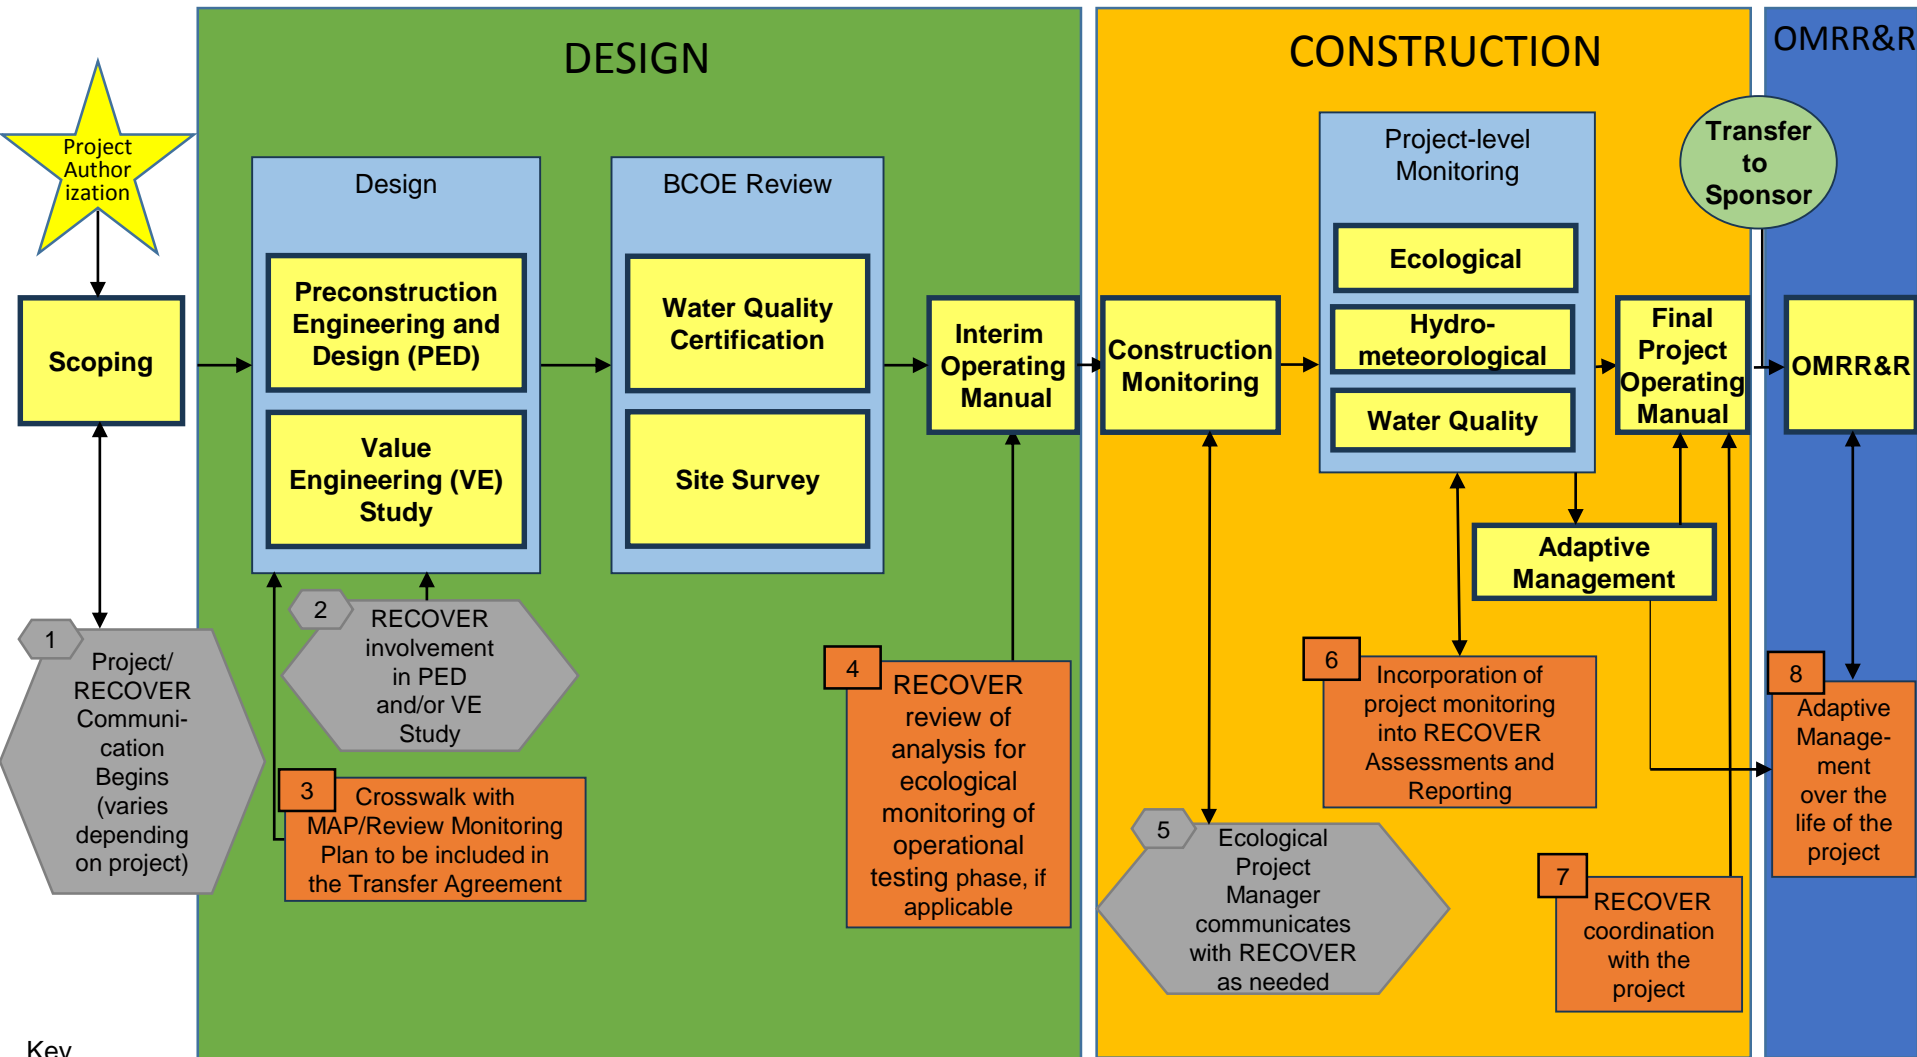 DESIGN
CONSTRUCTION
OMRR&R
Project
Author
ization
Scoping
Design
Preconstruction
Engineering and
Design (PED)
Value
Engineering (VE)
Study
BCOE Review
Water Quality
Certification
Site Survey
Interim
Operating
Manual
Construction
Monitoring
Project-level
Monitoring
Ecological
Hydro-
meteorological
Water Quality
Adaptive
Management
Final
Project
Operating
Manual
Transfer
to
Sponsor
OMRR&R
1
Project/
RECOVER
Communi-
cation
Begins
(varies
depending
on project)
2
RECOVER
involvement
in PED
and/or VE
Study
3
Crosswalk with
MAP/Review Monitoring
Plan to be included in
the Transfer Agreement
4
RECOVER
review of
analysis for
ecological
monitoring of
operational
testing phase, if
applicable
5
Ecological
Project
Manager
communicates
with RECOVER
as needed
6
Incorporation of
project monitoring
into RECOVER
Assessments and
Reporting
7
RECOVER
coordination
with the
project
8
Adaptive
Manage-
ment
over the
life of the
project
Key